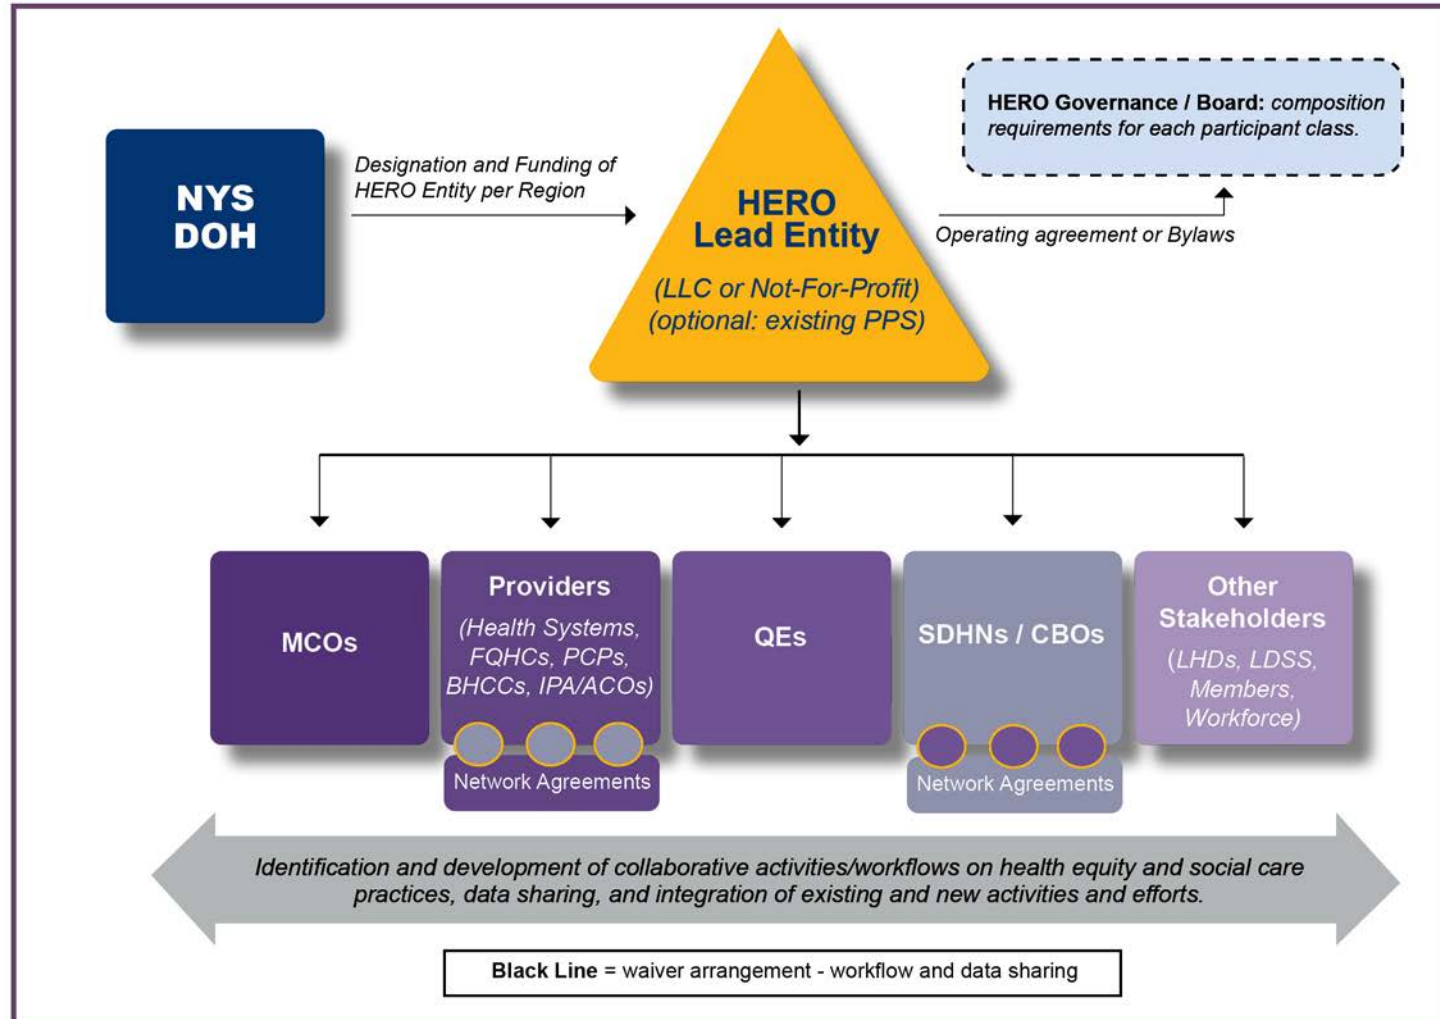 NYS
DOH
Designation and Funding of
HERO Entity per Region
HERO
Lead Entity
(LLC or Not-For-Profit)
(optional: existing PPS)
HERO Governance / Board: composition
requirements for each participant class.
Operating agreement or Bylaws
MCOs
Providers
(Health Systems,
FQHCs, PCPs,
BHCCs, IPA/ACOs)
Network Agreements
QEs
SDHNs / CBOs
Network Agreements
Other
Stakeholders
(LHDs, LDSS,
Members,
Workforce)
Identification and development of collaborative activities/workflows on health equity and social care
practices, data sharing, and integration of existing and new activities and efforts.
Black Line = waiver arrangement - workflow and data sharing